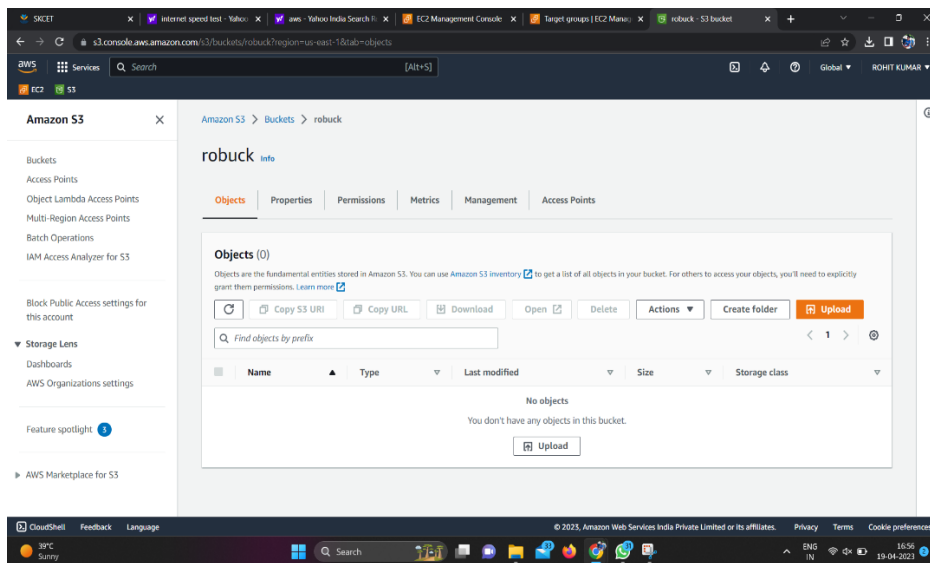 SKCET
internet speed test - Yahoo
aws - Yahoo India Search R
EC2 Management Console
Target groups | EC2 Manag
robuck - S3 bucket
s3.console.aws.amazon.com/s3/buckets/robuck?region=us-east-1&tab=objects
aws
Services
Search
[Alt+S]
Global
ROHIT KUMAR
EC2
S3
Amazon S3
Buckets
Access Points
Object Lambda Access Points
Multi-Region Access Points
Batch Operations
IAM Access Analyzer for S3
Block Public Access settings for
this account
Storage Lens
Dashboards
AWS Organizations settings
Feature spotlight 3
AWS Marketplace for S3
Amazon S3 > Buckets > robuck
robuck Info
Objects
Properties
Permissions
Metrics
Management
Access Points
Objects (0)
Objects are the fundamental entities stored in Amazon S3. You can use Amazon S3 inventory to get a list of all objects in your bucket. For others to access your objects, you'll need to explicitly
grant them permissions. Learn more
Copy S3 URI
Copy URL
Download
Open
Delete
Actions
Create folder
Upload
Find objects by prefix
1
Name
Type
Last modified
Size
Storage class
No objects
You don't have any objects in this bucket.
Upload
CloudShell
Feedback
Language
© 2023, Amazon Web Services India Private Limited or its affiliates.
Privacy
Terms
Cookie preferences
39°C
Sunny
Search
ENG
IN
16:56
19-04-2023